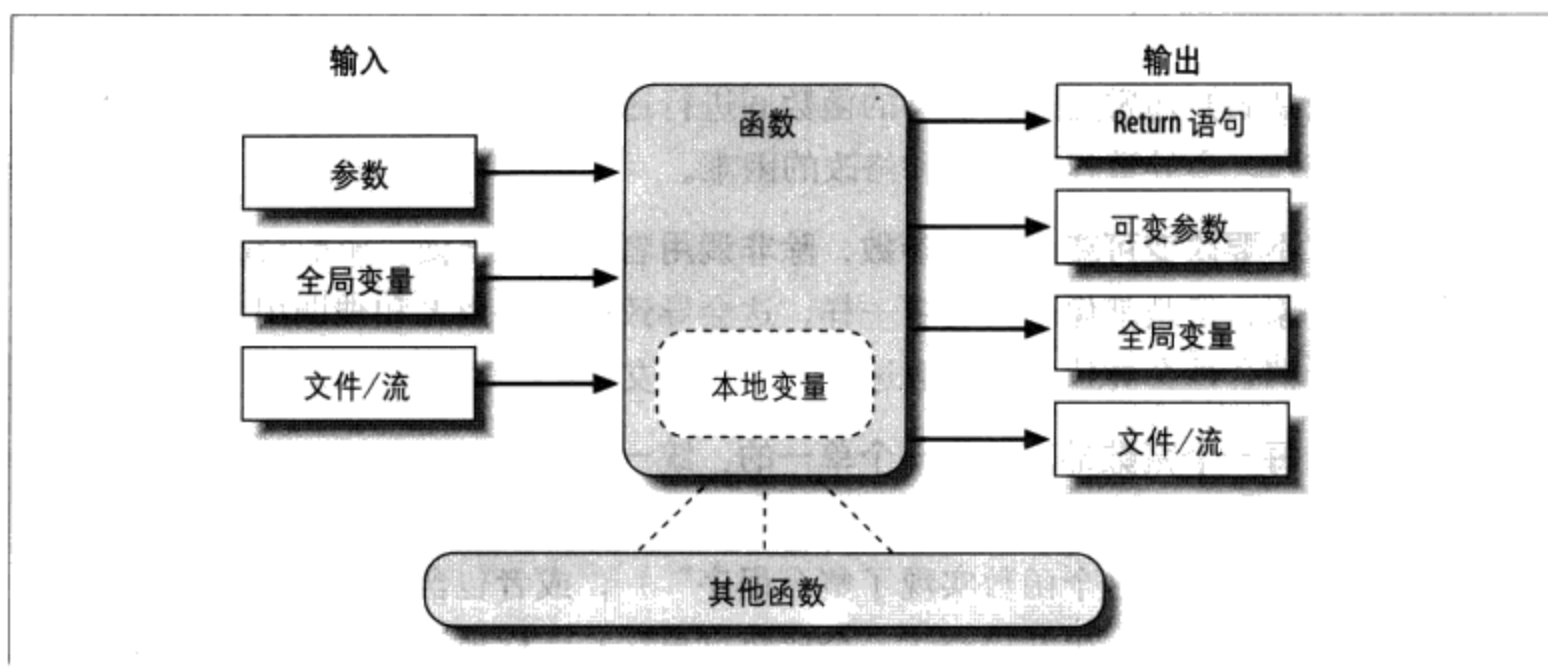 输入
输出
参数
全局变量
文件/流
函数
本地变量
Return 语句
可变参数
全局变量
文件/流
其他函数